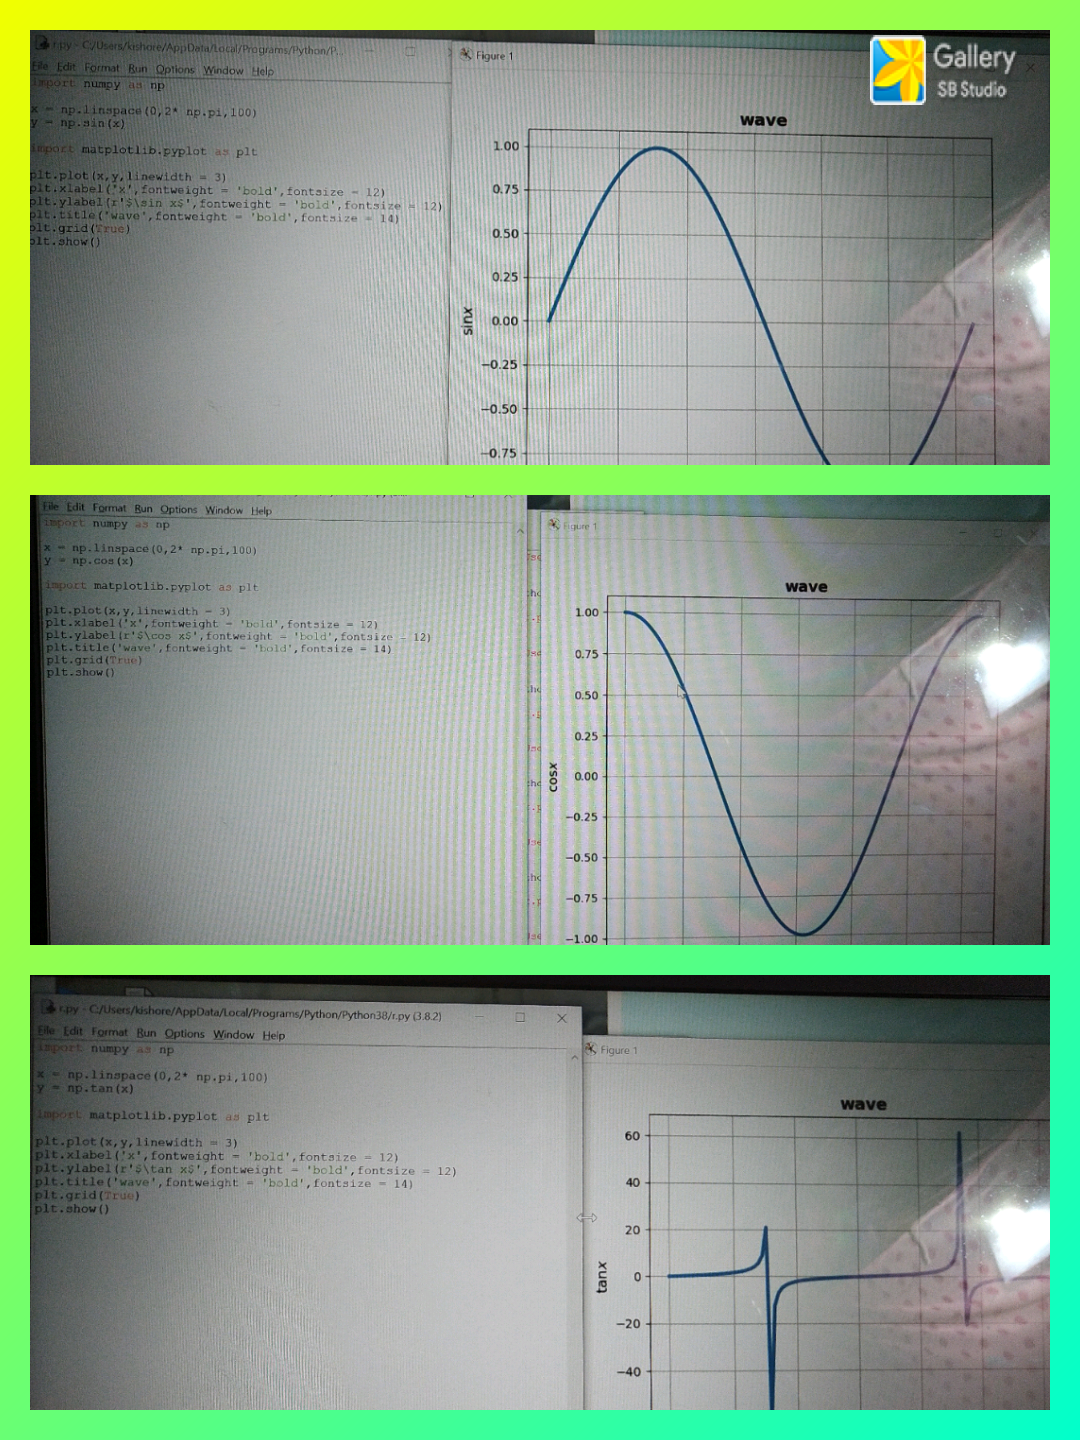 r.py - C:/Users/kishore/AppData/Local/Programs/Python/P...
File Edit Format Run Options Window Help
import numpy as np
x = np.linspace(0,2* np.pi,100)
y = np.sin(x)
import matplotlib.pyplot as plt
plt.plot(x,y,linewidth = 3)
plt.xlabel('x',fontweight = 'bold',fontsize = 12)
plt.ylabel(r'$\sin x$',fontweight = 'bold',fontsize = 12)
plt.title('wave',fontweight = 'bold',fontsize = 14)
plt.grid(True)
plt.show()
Figure 1
Gallery
SB Studio
wave
1.00
0.75
0.50
0.25
0.00
−0.25
−0.50
−0.75
sinx
File Edit Format Run Options Window Help
import numpy as np
x = np.linspace(0,2* np.pi,100)
y = np.cos(x)
import matplotlib.pyplot as plt
plt.plot(x,y,linewidth = 3)
plt.xlabel('x',fontweight = 'bold',fontsize = 12)
plt.ylabel(r'$\cos x$',fontweight = 'bold',fontsize = 12)
plt.title('wave',fontweight = 'bold',fontsize = 14)
plt.grid(True)
plt.show()
Figure 1
wave
1.00
0.75
0.50
0.25
0.00
−0.25
−0.50
−0.75
−1.00
cosx
r.py - C:/Users/kishore/AppData/Local/Programs/Python/Python38/r.py (3.8.2)
File Edit Format Run Options Window Help
import numpy as np
x = np.linspace(0,2* np.pi,100)
y = np.tan(x)
import matplotlib.pyplot as plt
plt.plot(x,y,linewidth = 3)
plt.xlabel('x',fontweight = 'bold',fontsize = 12)
plt.ylabel(r'$\tan x$',fontweight = 'bold',fontsize = 12)
plt.title('wave',fontweight = 'bold',fontsize = 14)
plt.grid(True)
plt.show()
Figure 1
wave
60
40
20
0
−20
−40
tanx